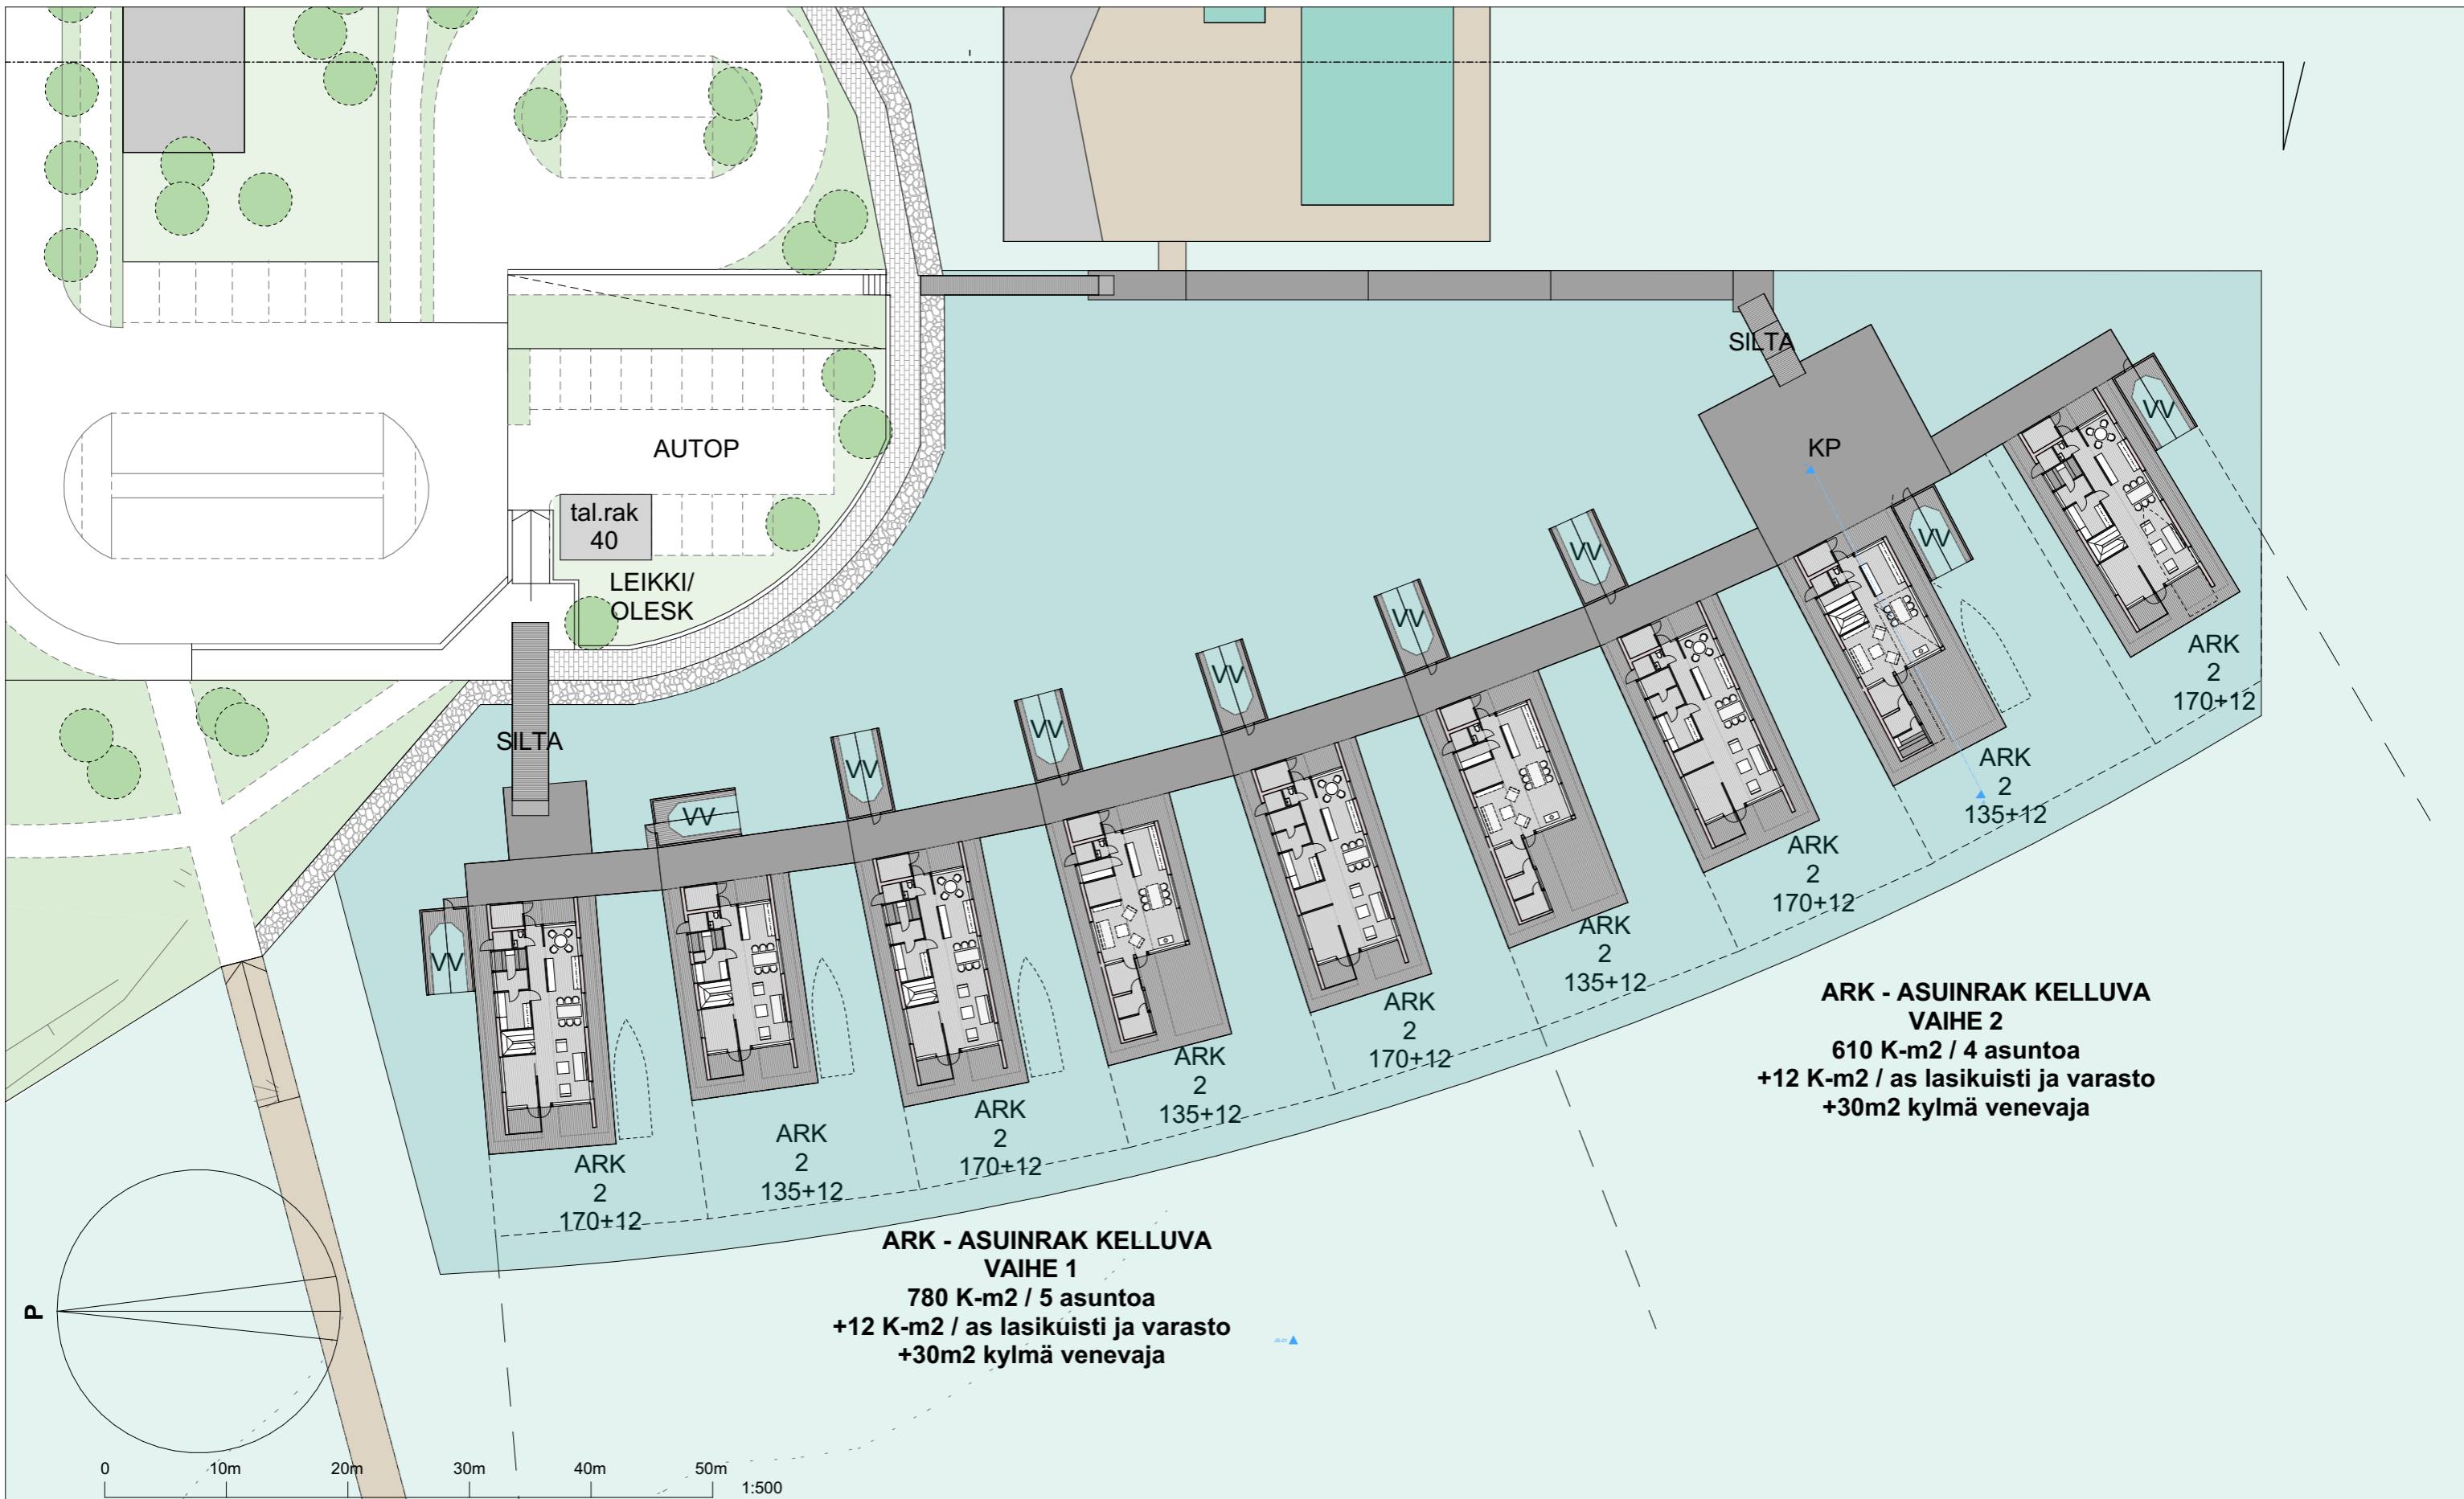 SILTA
KP
VV
AUTOP
tal.rak
40
LEIKKI/
OLESK
VV
VV
VV
VV
VV
VV
VV
VV
SILTA
ARK
2
170+12
ARK
2
135+12
ARK
2
170+12
ARK
2
135+12
ARK
2
170+12
ARK
2
135+12
ARK
2
170+12
ARK
2
135+12
ARK
2
170+12
ARK - ASUINRAK KELLUVA
VAIHE 2
610 K-m2 / 4 asuntoa
+12 K-m2 / as lasikuisti ja varasto
+30m2 kylmä venevaja
ARK - ASUINRAK KELLUVA
VAIHE 1
780 K-m2 / 5 asuntoa
+12 K-m2 / as lasikuisti ja varasto
+30m2 kylmä venevaja
P
0 10m 20m 30m 40m 50m
1:500